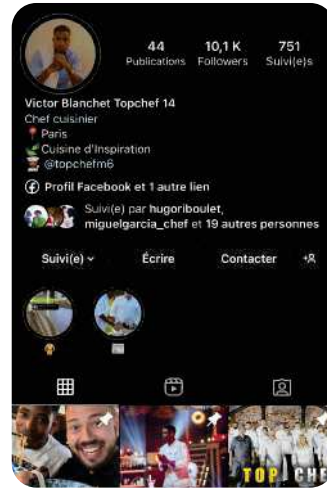 44 10,1 K 751
Publications Followers Suivi(e)s
Victor Blanchet Topchef 14
Chef cuisinier
Paris
Cuisine d'Inspiration
@topchefm6
Profil Facebook et 1 autre lien
Suivi(e) par hugoriboulet,
miguelgarcia_chef et 19 autres personnes
Suivi(e) Écrire Contacter
TOP CHE